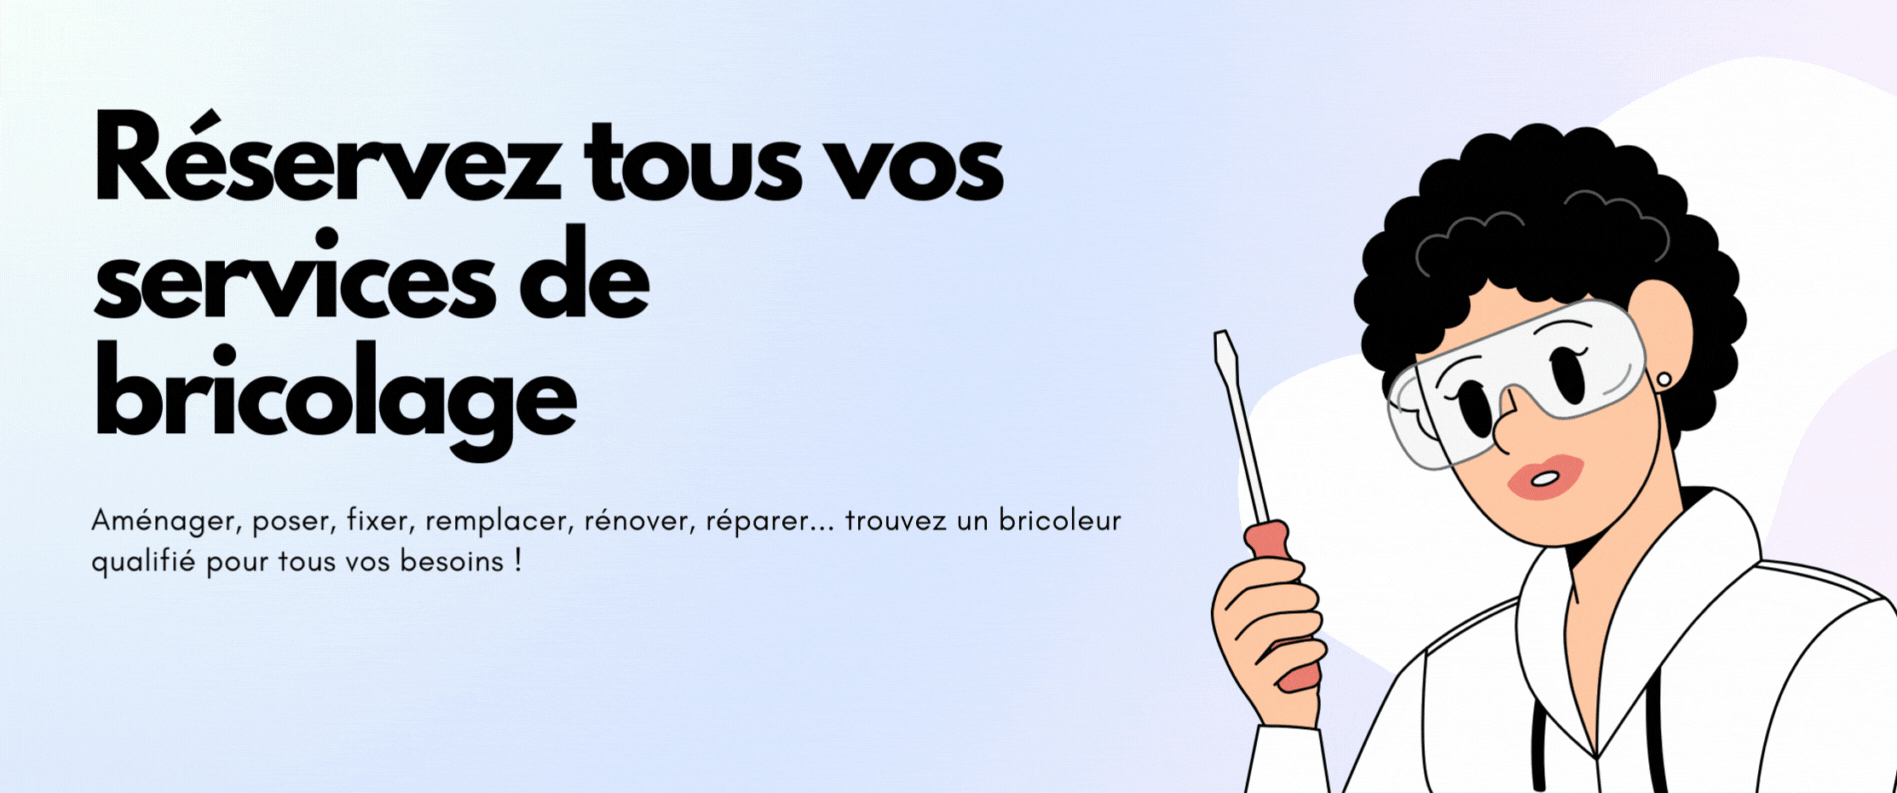 Réservez tous vos
services de
bricolage
Aménager, poser, fixer, remplacer, rénover, réparer... trouvez un bricoleur
qualifié pour tous vos besoins !